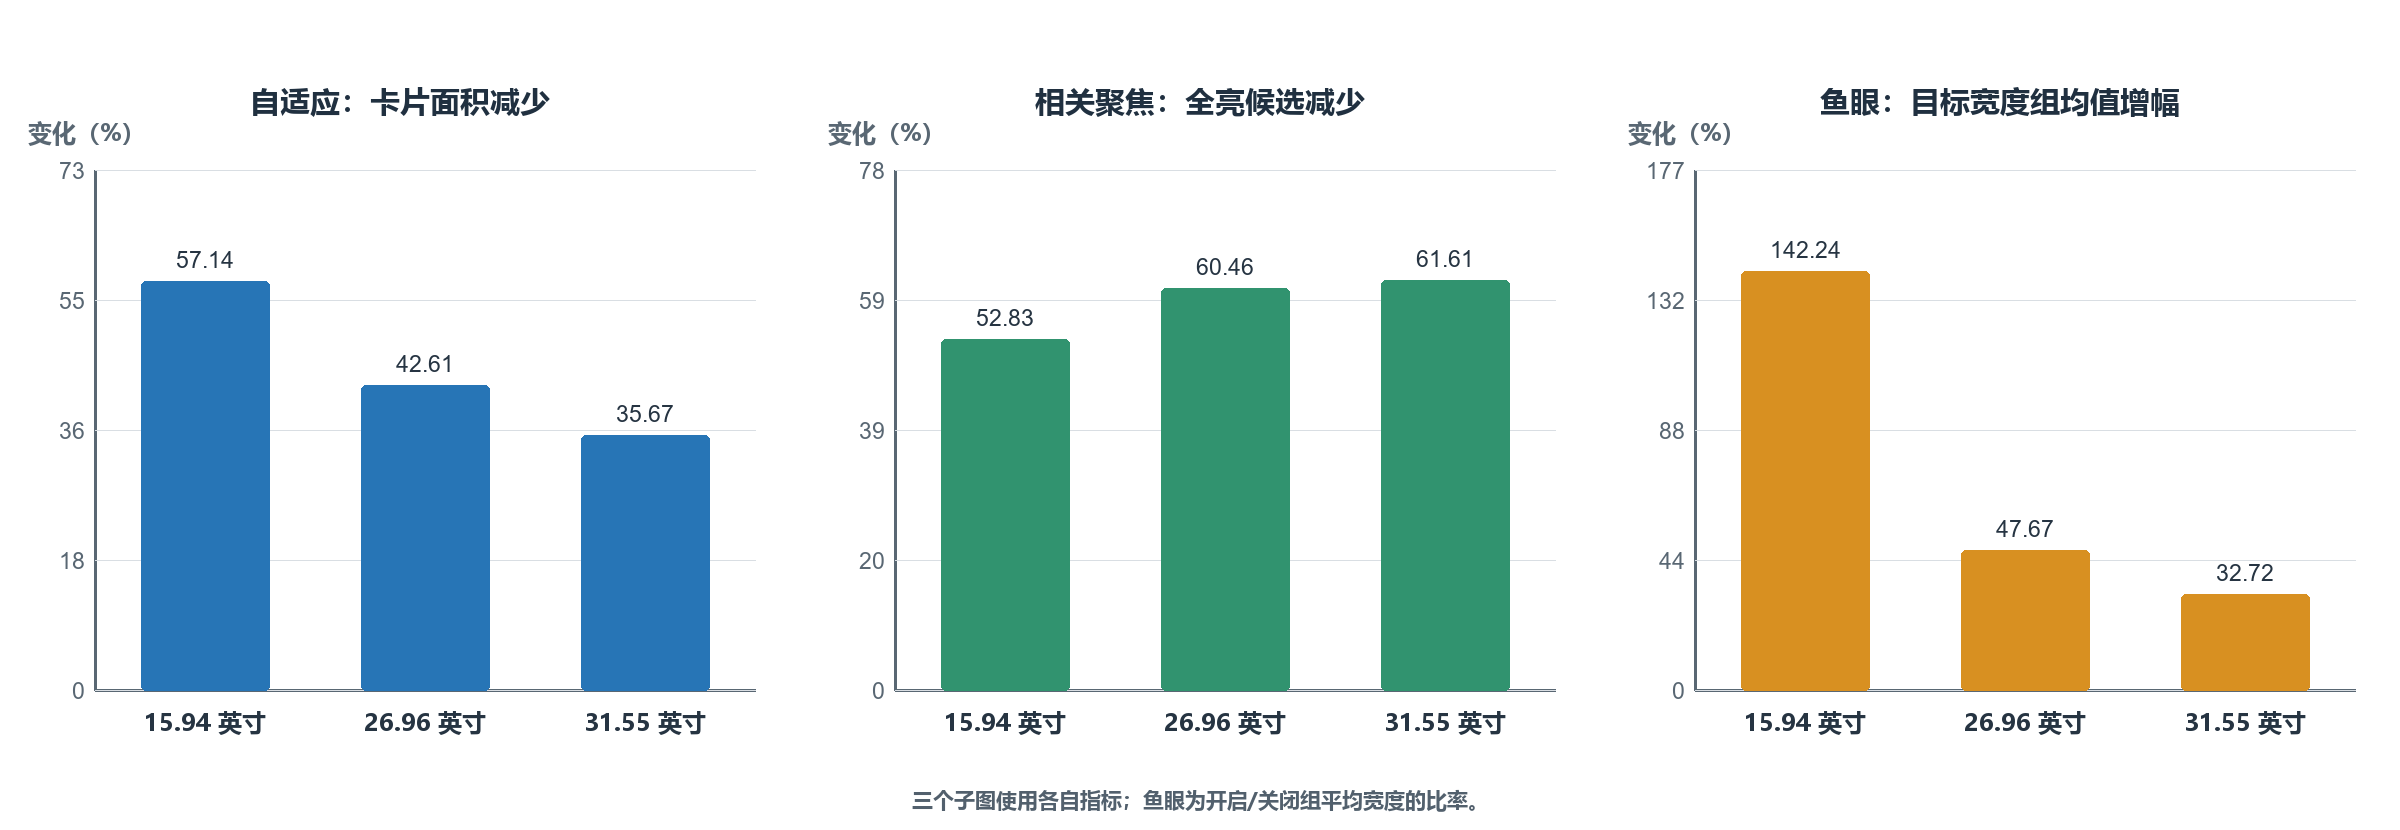 自适应：卡片面积减少
变化（%）
73
55
36
18
0
57.14
42.61
35.67
15.94 英寸
26.96 英寸
31.55 英寸
相关聚焦：全亮候选减少
变化（%）
78
59
39
20
0
52.83
60.46
61.61
15.94 英寸
26.96 英寸
31.55 英寸
鱼眼：目标宽度组均值增幅
变化（%）
177
132
88
44
0
142.24
47.67
32.72
15.94 英寸
26.96 英寸
31.55 英寸
三个子图使用各自指标；鱼眼为开启/关闭组平均宽度的比率。